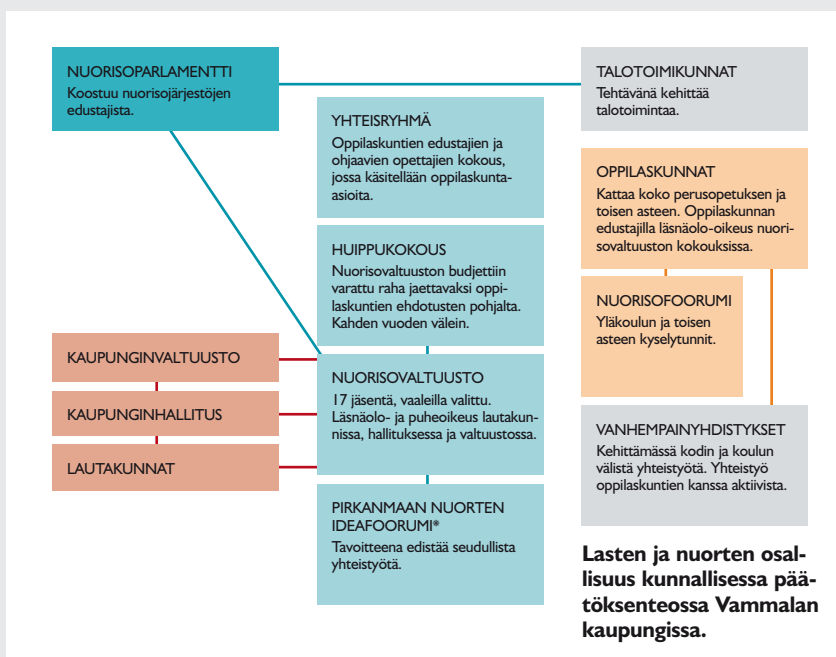 NUORISOPARLAMENTTI
Koostuu nuorisojärjestöjen
edustajista.
TALOTOIMIKUNNAT
Tehtävänä kehittää
talotoimintaa.
YHTEISRYHMÄ
Oppilaskuntien edustajien ja
ohjaavien opettajien kokous,
jossa käsitellään oppilaskunta-
asioita.
OPPILASKUNNAT
Kattaa koko perusopetuksen ja
toisen asteen. Oppilaskunnan
edustajilla läsnäolo-oikeus nuori-
sovaltuuston kokouksissa.
HUIPPUKOKOUS
Nuorisovaltuuston budjettiin
varattu raha jaettavaksi oppi-
laskuntien ehdotusten pohjalta.
Kahden vuoden välein.
NUORISOFOORUMI
Yläkoulun ja toisen
asteen kyselytunnit.
KAUPUNGINVALTUUSTO
KAUPUNGINHALLITUS
LAUTAKUNNAT
NUORISOVALTUUSTO
17 jäsentä, vaaleilla valittu.
Läsnäolo- ja puheoikeus lautakun-
nissa, hallituksessa ja valtuustossa.
VANHEMPAINYHDISTYKSET
Kehittämässä kodin ja koulun
välistä yhteistyötä. Yhteistyö
oppilaskuntien kanssa aktiivista.
PIRKANMAAN NUORTEN
IDEAFOORUMI*
Tavoitteena edistää seudullista
yhteistyötä.
Lasten ja nuorten osal-
lisuus kunnallisessa pää-
töksenteossa Vammalan
kaupungissa.